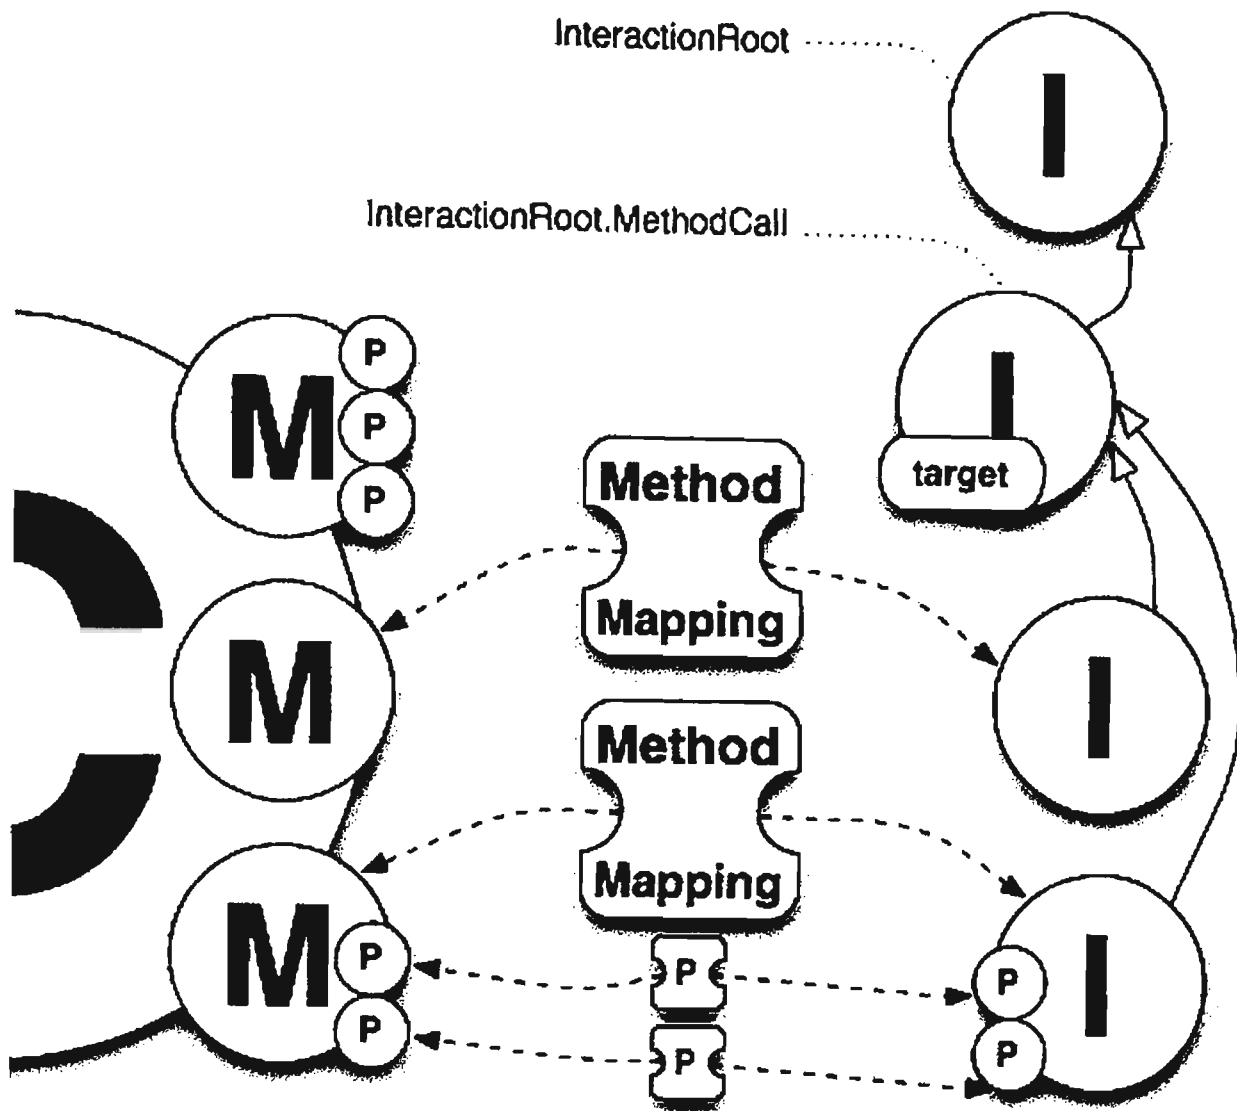 InteractionRoot
I
InteractionRoot.MethodCall
I
target
M
P
P
P
Method
Mapping
M
I
Method
Mapping
M
P
P
P
P
I
P
P